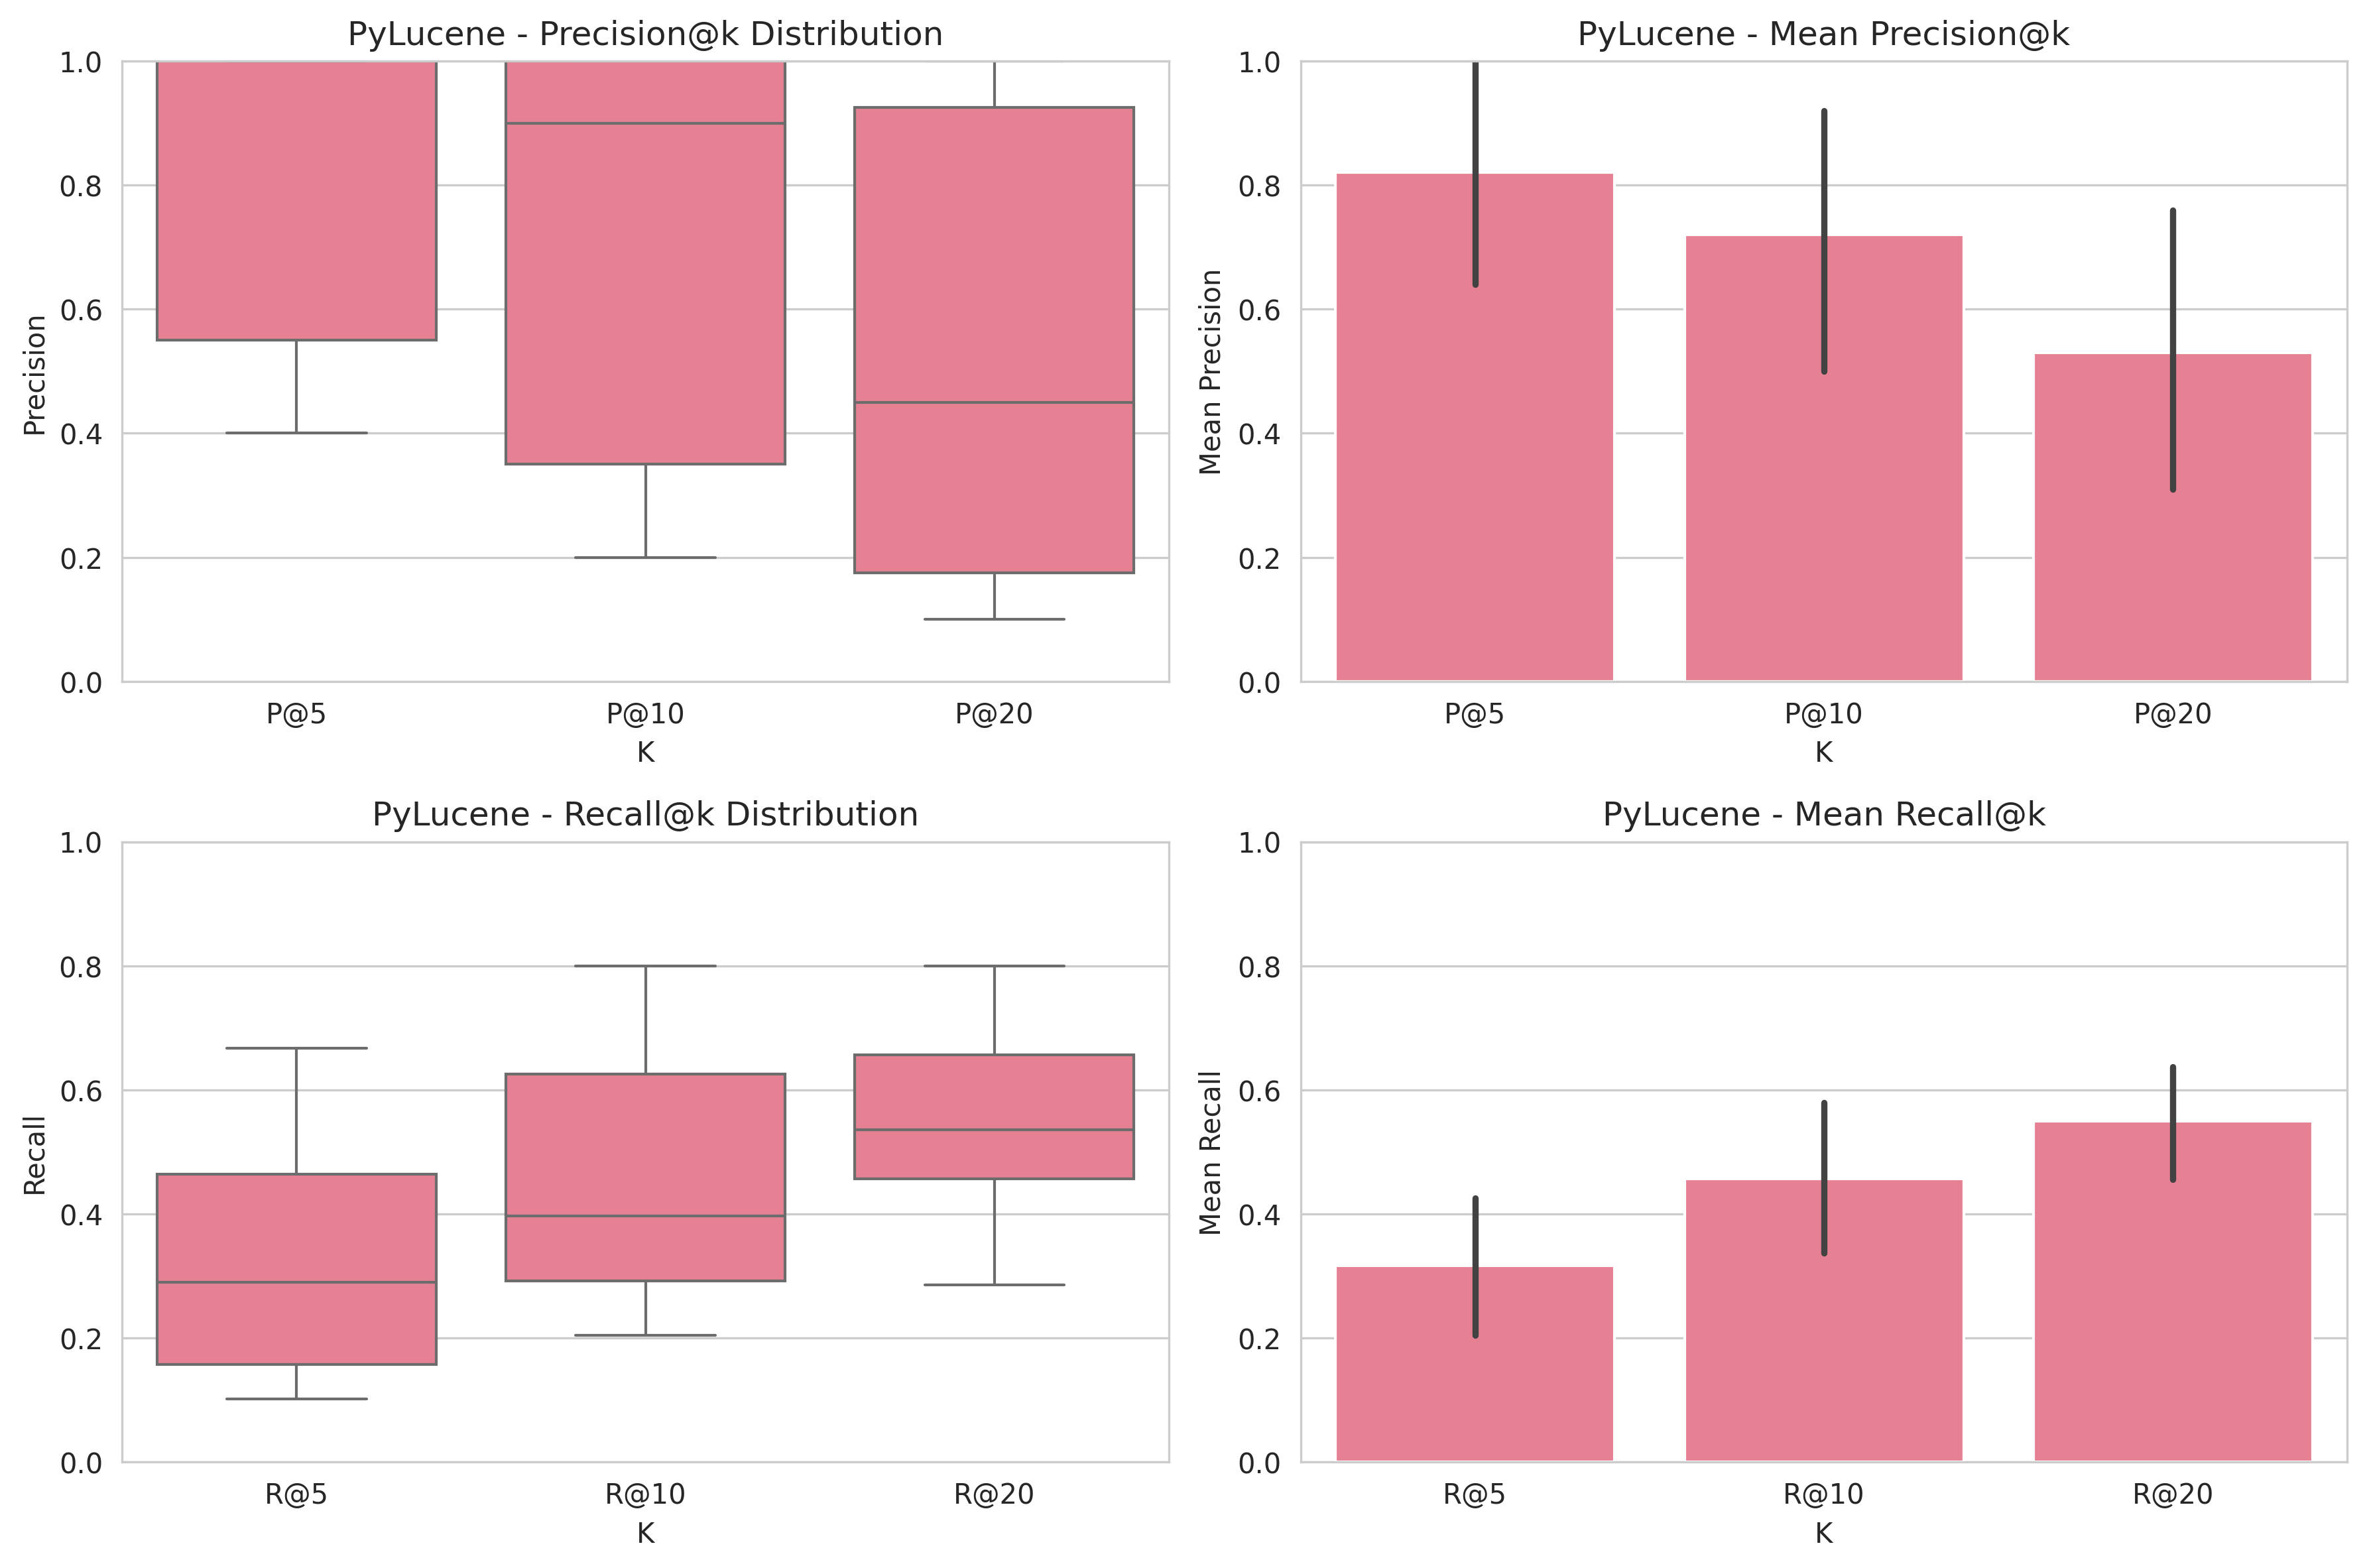 PyLucene - Precision@k Distribution
Precision
1.0
0.8
0.6
0.4
0.2
0.0
P@5 P@10 P@20
K
PyLucene - Mean Precision@k
Mean Precision
1.0
0.8
0.6
0.4
0.2
0.0
P@5 P@10 P@20
K
PyLucene - Recall@k Distribution
Recall
1.0
0.8
0.6
0.4
0.2
0.0
R@5 R@10 R@20
K
PyLucene - Mean Recall@k
Mean Recall
1.0
0.8
0.6
0.4
0.2
0.0
R@5 R@10 R@20
K